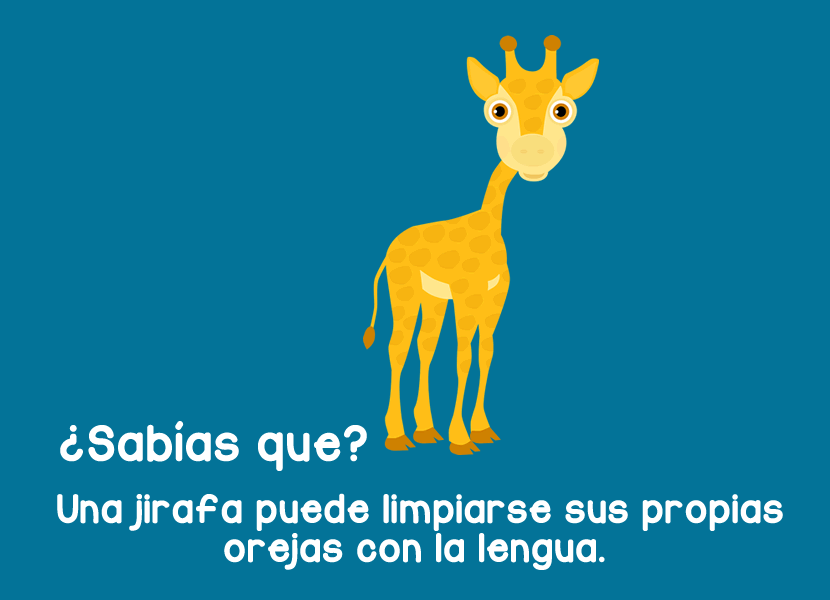 ¿Sabías que?
Una jirafa puede limpiarse sus propias
orejas con la lengua.